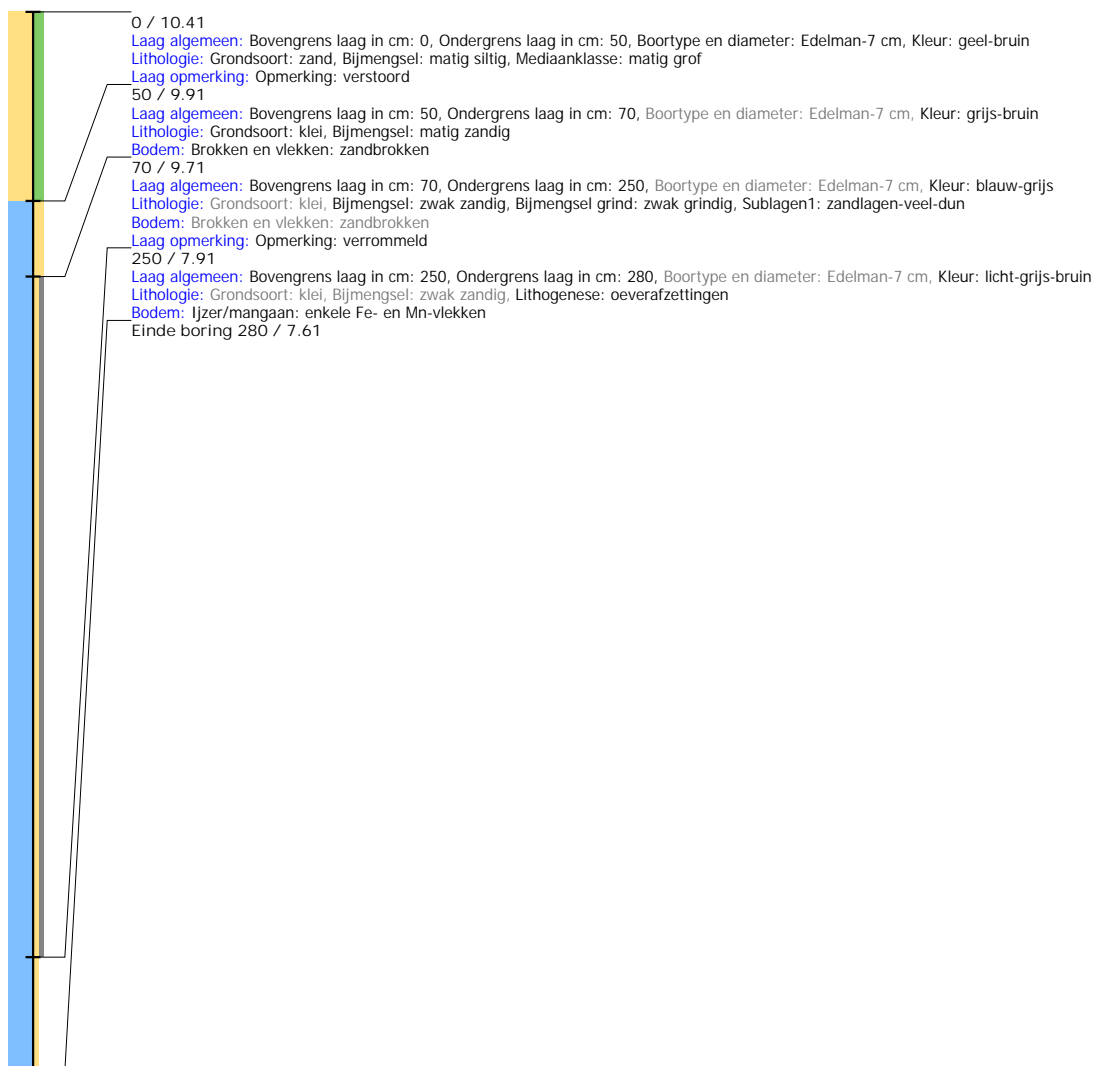 0 / 10.41
Laag algemeen: Bovengrens laag in cm: 0, Ondergrens laag in cm: 50, Boortype en diameter: Edelman-7 cm, Kleur: geel-bruin
Lithologie: Grondsoort: zand, Bijmengsel: matig siltig, Mediaanklasse: matig grof
Laag opmerking: Opmerking: verstoord
50 / 9.91
Laag algemeen: Bovengrens laag in cm: 50, Ondergrens laag in cm: 70, Boortype en diameter: Edelman-7 cm, Kleur: grijs-bruin
Lithologie: Grondsoort: klei, Bijmengsel: matig zandig
Bodem: Brokken en vlekken: zandbrokken
70 / 9.71
Laag algemeen: Bovengrens laag in cm: 70, Ondergrens laag in cm: 250, Boortype en diameter: Edelman-7 cm, Kleur: blauw-grijs
Lithologie: Grondsoort: klei, Bijmengsel: zwak zandig, Bijmengsel grind: zwak grindig, Sublagen1: zandlagen-veel-dun
Bodem: Brokken en vlekken: zandbrokken
Laag opmerking: Opmerking: verrommeld
250 / 7.91
Laag algemeen: Bovengrens laag in cm: 250, Ondergrens laag in cm: 280, Boortype en diameter: Edelman-7 cm, Kleur: licht-grijs-bruin
Lithologie: Grondsoort: klei, Bijmengsel: zwak zandig, Lithogenese: oeverafzettingen
Bodem: Ijzer/mangaan: enkele Fe- en Mn-vlekken
Einde boring 280 / 7.61